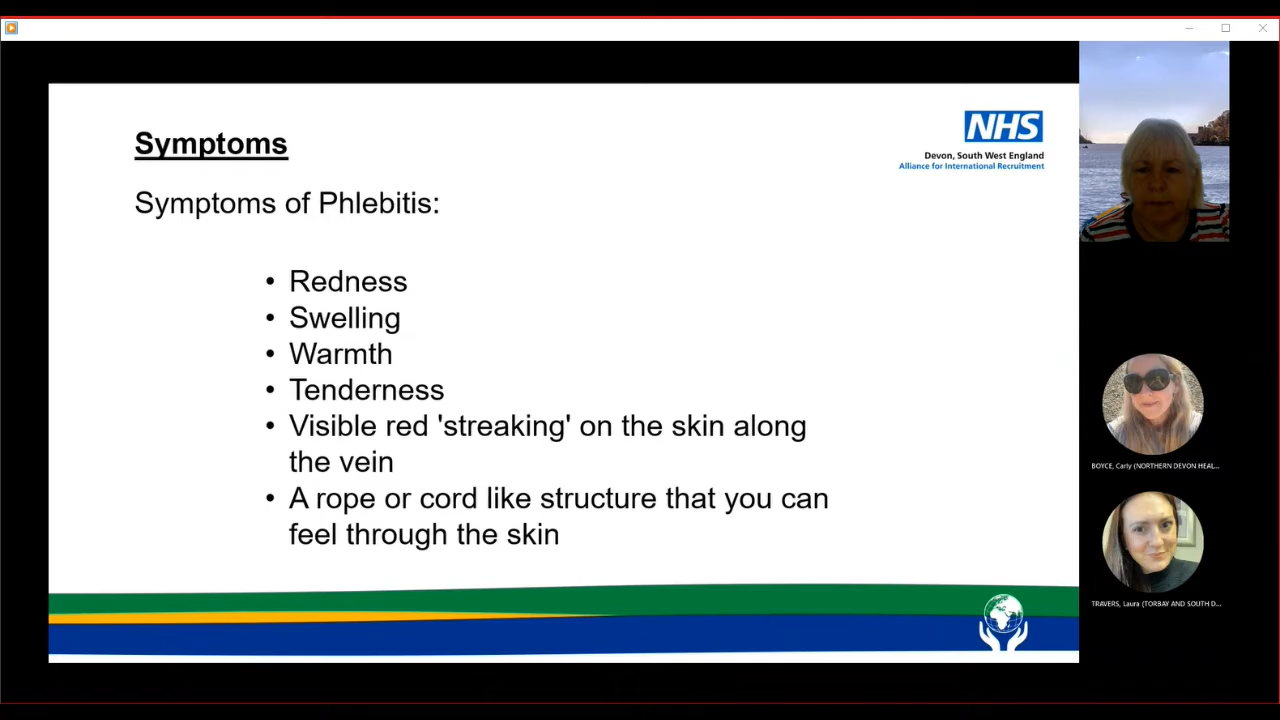 Symptoms
NHS
Devon, South West England
Alliance for International Recruitment
Symptoms of Phlebitis:
• Redness
• Swelling
• Warmth
• Tenderness
• Visible red 'streaking' on the skin along
the vein
• A rope or cord like structure that you can
feel through the skin
BOYCE, Carly (NORTHERN DEVON HEAL...
TRAVERS, Laura (TORBAY AND SOUTH D...